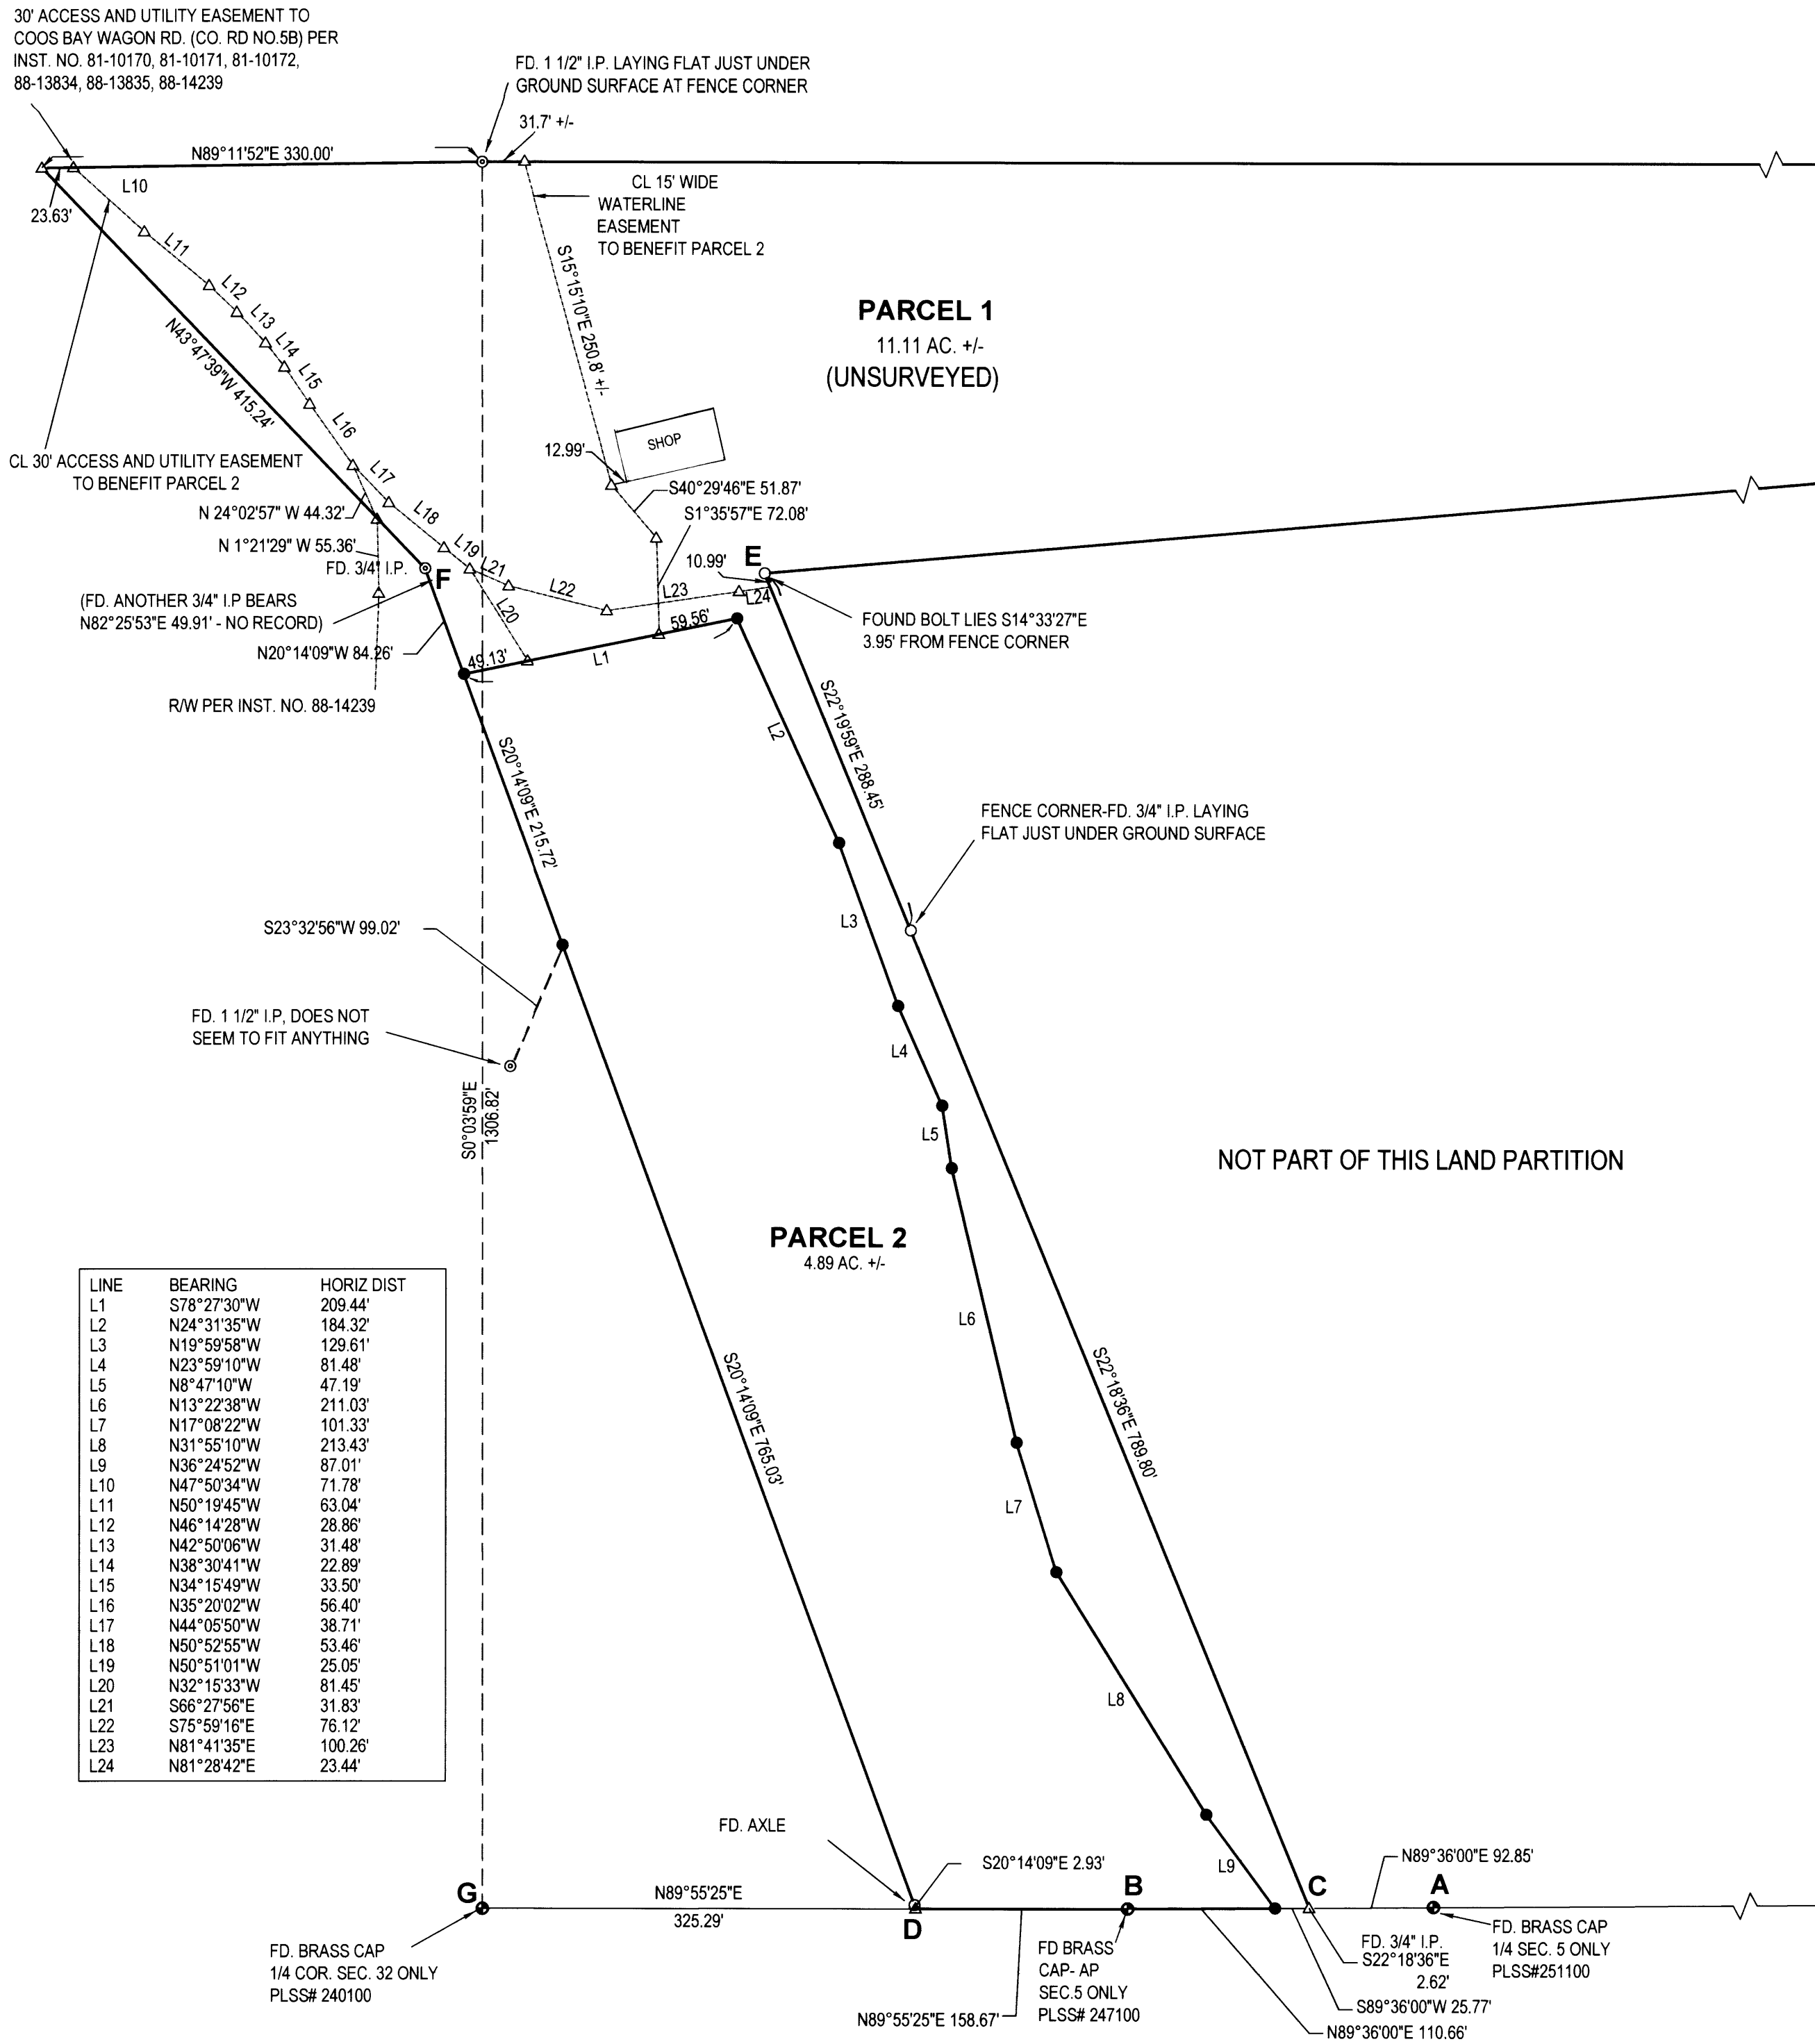 30' ACCESS AND UTILITY EASEMENT TO
COOS BAY WAGON RD. (CO. RD NO.5B) PER
INST. NO. 81-10170, 81-10171, 81-10172,
88-13834, 88-13835, 88-14239
FD. 1 1/2" I.P. LAYING FLAT JUST UNDER
GROUND SURFACE AT FENCE CORNER
31.7' +/-
N89°11'52"E 330.00'
L10
23.63'
CL 15' WIDE
WATERLINE
EASEMENT
TO BENEFIT PARCEL 2
L11
L12
L13
L14
L15
L16
L17
L18
L19
L21
L22
L20
L23
L24
S15°15'10"E 250.8' +/-
PARCEL 1
11.11 AC. +/-
(UNSURVEYED)
N43°47'39"W 415.24'
SHOP
12.99'
CL 30' ACCESS AND UTILITY EASEMENT
TO BENEFIT PARCEL 2
S40°29'46"E 51.87'
S1°35'57"E 72.08'
N 24°02'57" W 44.32'
N 1°21'29" W 55.36'
FD. 3/4" I.P.
F
10.99'
E
(FD. ANOTHER 3/4" I.P BEARS
N82°25'53"E 49.91' - NO RECORD)
FOUND BOLT LIES S14°33'27"E
3.95' FROM FENCE CORNER
N20°14'09"W 84.26'
59.56'
49.13'
L1
R/W PER INST. NO. 88-14239
L2
S22°19'59"E 288.45'
S20°14'09"E 215.72'
FENCE CORNER-FD. 3/4" I.P. LAYING
FLAT JUST UNDER GROUND SURFACE
L3
S23°32'56"W 99.02'
FD. 1 1/2" I.P, DOES NOT
SEEM TO FIT ANYTHING
L4
S0°03'59"E
1306.82'
L5
NOT PART OF THIS LAND PARTITION
PARCEL 2
4.89 AC. +/-
L6
LINE BEARING HORIZ DIST
L1 S78°27'30"W 209.44'
L2 N24°31'35"W 184.32'
L3 N19°59'58"W 129.61'
L4 N23°59'10"W 81.48'
L5 N8°47'10"W 47.19'
L6 N13°22'38"W 211.03'
L7 N17°08'22"W 101.33'
L8 N31°55'10"W 213.43'
L9 N36°24'52"W 87.01'
L10 N47°50'34"W 71.78'
L11 N50°19'45"W 63.04'
L12 N46°14'28"W 28.86'
L13 N42°50'06"W 31.48'
L14 N38°30'41"W 22.89'
L15 N34°15'49"W 33.50'
L16 N35°20'02"W 56.40'
L17 N44°05'50"W 38.71'
L18 N50°52'55"W 53.46'
L19 N50°51'01"W 25.05'
L20 N32°15'33"W 81.45'
L21 S66°27'56"E 31.83'
L22 S75°59'16"E 76.12'
L23 N81°41'35"E 100.26'
L24 N81°28'42"E 23.44'
S20°14'09"E 765.03'
S22°18'36"E 789.80'
L7
L8
FD. AXLE
S20°14'09"E 2.93'
L9
N89°36'00"E 92.85'
G
N89°55'25"E
325.29'
D
B
C
A
FD. BRASS CAP
1/4 COR. SEC. 32 ONLY
PLSS# 240100
FD BRASS
CAP- AP
SEC.5 ONLY
PLSS# 247100
FD. 3/4" I.P.
S22°18'36"E
2.62'
FD. BRASS CAP
1/4 SEC. 5 ONLY
PLSS#251100
N89°55'25"E 158.67'
S89°36'00"W 25.77'
N89°36'00"E 110.66'